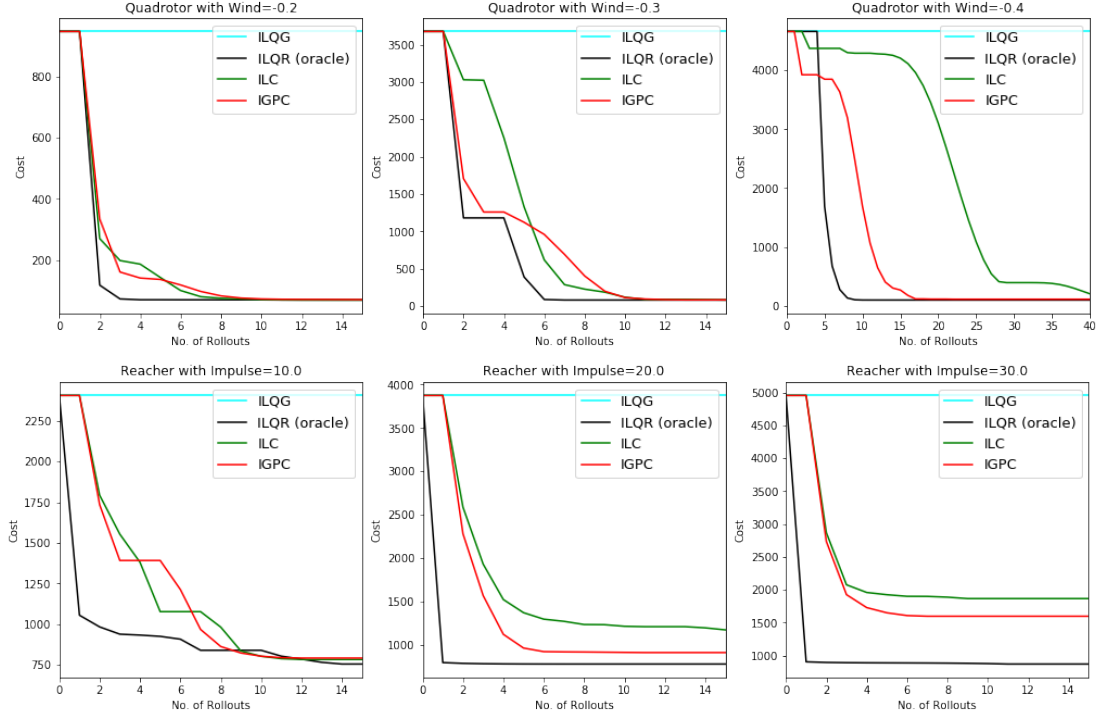 Quadrotor with Wind=-0.2
Cost
800
600
400
200
0 2 4 6 8 10 12 14
No. of Rollouts
ILQG
ILQR (oracle)
ILC
IGPC
Quadrotor with Wind=-0.3
Cost
3500
3000
2500
2000
1500
1000
500
0
0 2 4 6 8 10 12 14
No. of Rollouts
ILQG
ILQR (oracle)
ILC
IGPC
Quadrotor with Wind=-0.4
Cost
4000
3000
2000
1000
0
0 5 10 15 20 25 30 35 40
No. of Rollouts
ILQG
ILQR (oracle)
ILC
IGPC
Reacher with Impulse=10.0
Cost
2250
2000
1750
1500
1250
1000
750
0 2 4 6 8 10 12 14
No. of Rollouts
ILQG
ILQR (oracle)
ILC
IGPC
Reacher with Impulse=20.0
Cost
4000
3500
3000
2500
2000
1500
1000
0 2 4 6 8 10 12 14
No. of Rollouts
ILQG
ILQR (oracle)
ILC
IGPC
Reacher with Impulse=30.0
Cost
5000
4500
4000
3500
3000
2500
2000
1500
1000
0 2 4 6 8 10 12 14
No. of Rollouts
ILQG
ILQR (oracle)
ILC
IGPC